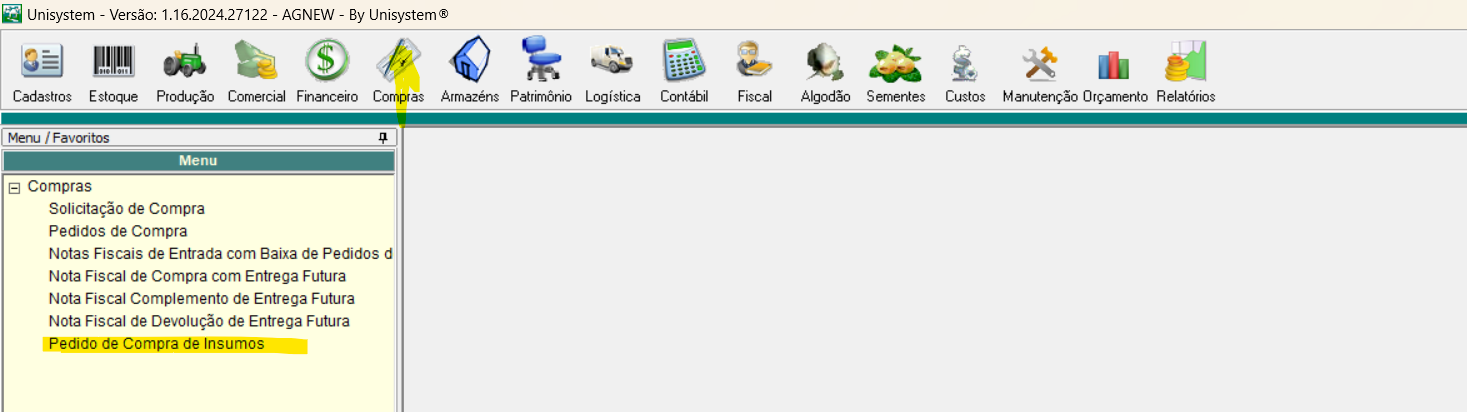 Unisystem - Versão: 1.16.2024.27122 - AGNEW - By Unisystem®
Cadastros Estoque Produção Comercial Financeiro Compras Armazéns Patrimônio Logística Contábil Fiscal Algodão Sementes Custos Manutenção Orçamento Relatórios
Menu / Favoritos
Menu
Compras
Solicitação de Compra
Pedidos de Compra
Notas Fiscais de Entrada com Baixa de Pedidos d
Nota Fiscal de Compra com Entrega Futura
Nota Fiscal Complemento de Entrega Futura
Nota Fiscal de Devolução de Entrega Futura
Pedido de Compra de Insumos